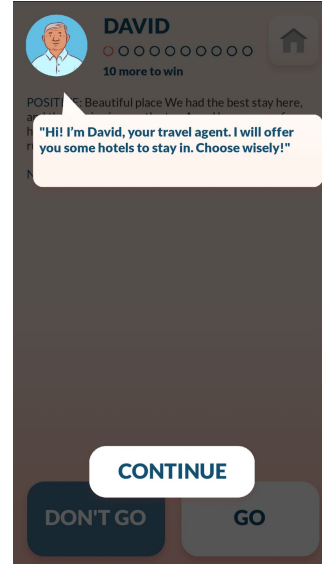 DAVID
10 more to win
POSITIVE: Beautiful place We had the best stay here,
"Hi! I'm David, your travel agent. I will offer
you some hotels to stay in. Choose wisely!"
CONTINUE
DON'T GO
GO